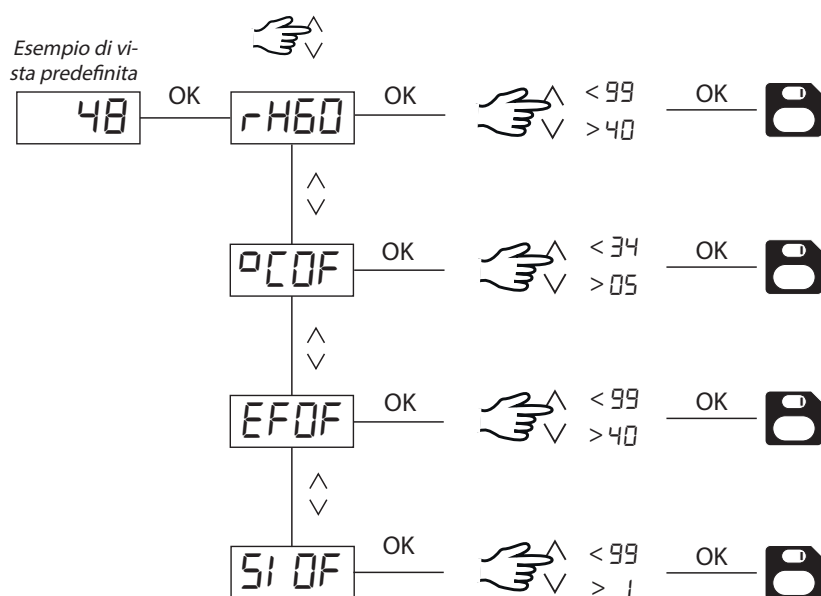 Esempio di vi-
sta predefinita
48 OK rH60 OK <99 OK
>40
°COF OK <34 OK
>05
EFOF OK <99 OK
>40
SI OF OK <99 OK
> 1